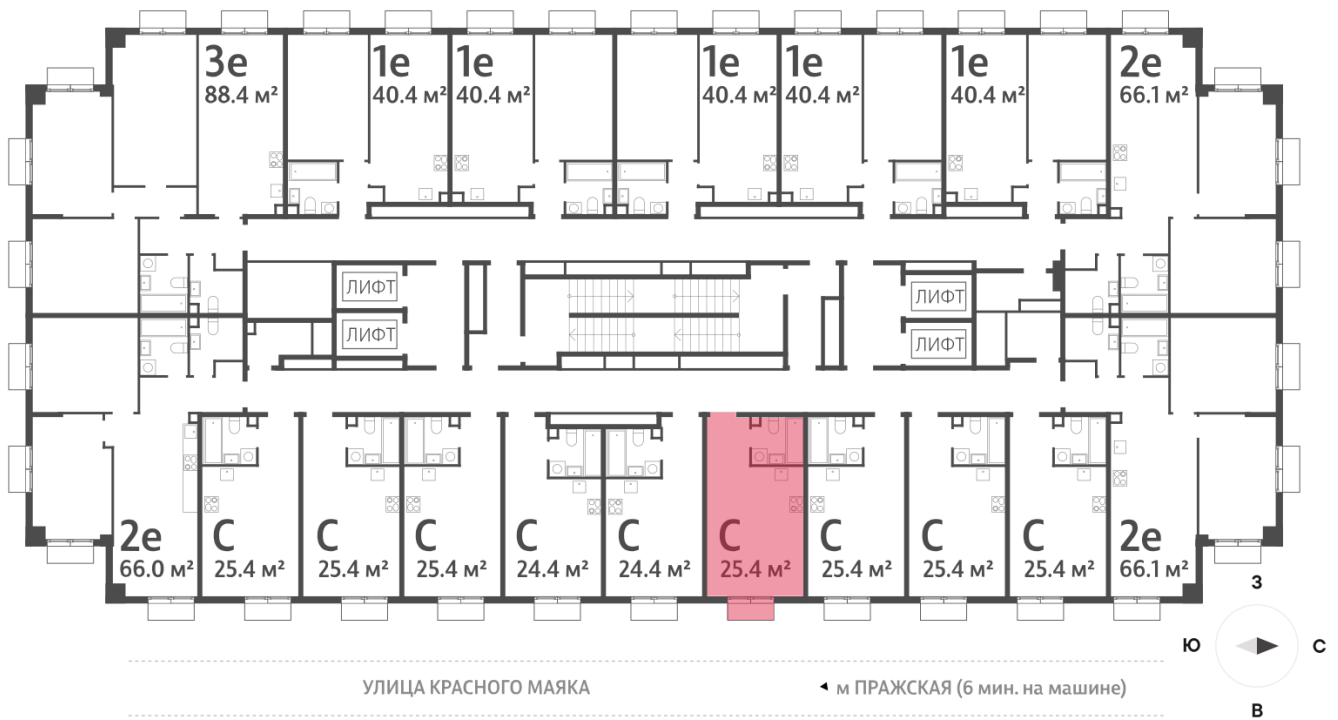 3е
88.4 м²
1е
40.4 м²
1е
40.4 м²
1е
40.4 м²
1е
40.4 м²
1е
40.4 м²
2е
66.1 м²
ЛИФТ
ЛИФТ
ЛИФТ
ЛИФТ
2е
66.0 м²
С
25.4 м²
С
25.4 м²
С
25.4 м²
С
24.4 м²
С
24.4 м²
С
25.4 м²
С
25.4 м²
С
25.4 м²
С
25.4 м²
2е
66.1 м²
З
Ю
С
В
УЛИЦА КРАСНОГО МАЯКА
м ПРАЖСКАЯ (6 мин. на машине)